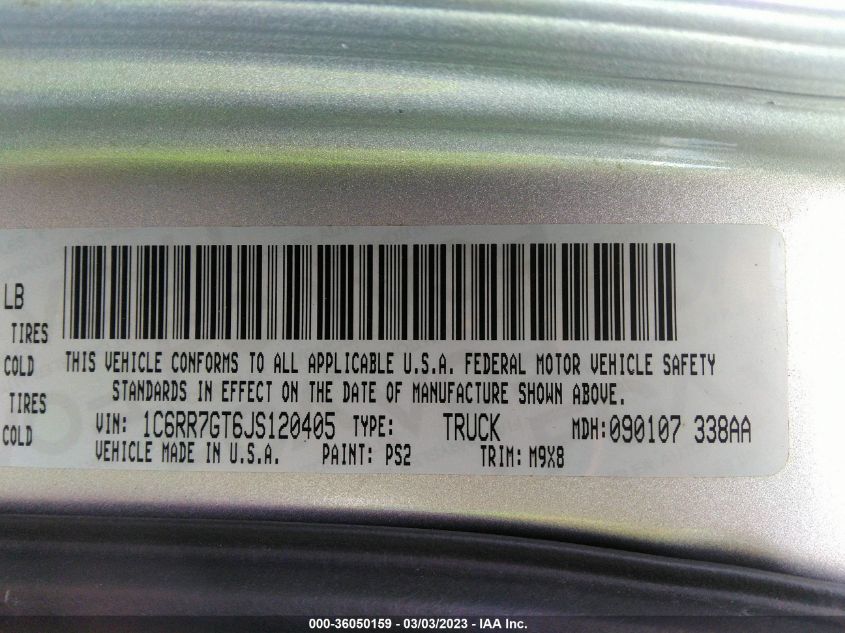 LB
TIRES
COLD THIS VEHICLE CONFORMS TO ALL APPLICABLE U.S.A. FEDERAL MOTOR VEHICLE SAFETY
TIRES STANDARDS IN EFFECT ON THE DATE OF MANUFACTURE SHOWN ABOVE.
COLD VIN: 1C6RR7GT6JS120405 TYPE: TRUCK MDH:090107 338AA
VEHICLE MADE IN U.S.A. PAINT: PS2 TRIM: M9X8
000-36050159 — 03/03/2023 — IAA Inc.